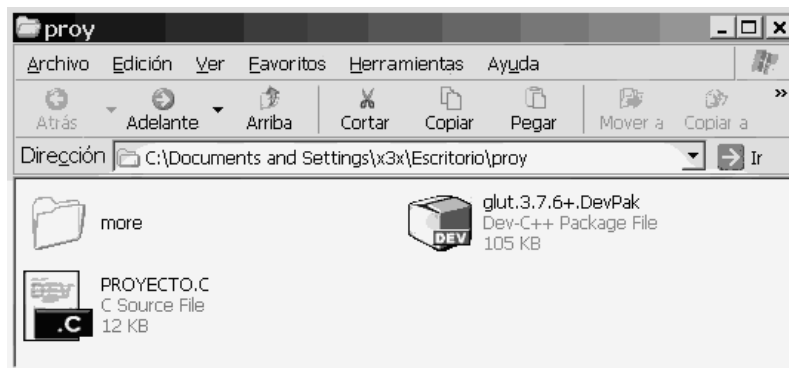 proy
Archivo Edición Ver Favoritos Herramientas Ayuda
Atrás Adelante Arriba Cortar Copiar Pegar Mover a Copiar a »
Dirección C:\Documents and Settings\x3x\Escritorio\proy Ir
more
glut.3.7.6+.DevPak
Dev-C++ Package File
105 KB
DEV
PROYECTO.C
C Source File
12 KB
DEV
.C